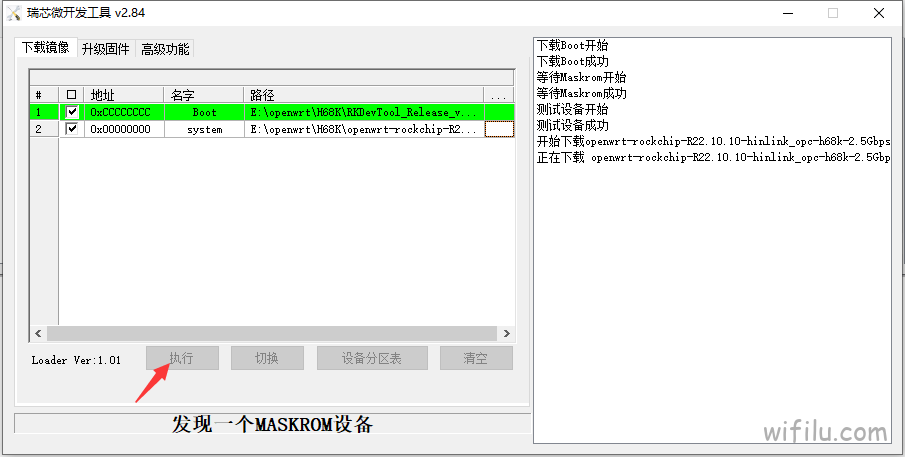 瑞芯微开发工具 v2.84
下载镜像 升级固件 高级功能
# 地址 名字 路径 ...
1 0xCCCCCCCC Boot E:\openwrt\H68K\RKDevTool_Release_v...
2 0x00000000 system E:\openwrt\H68K\openwrt-rockchip-R2...
Loader Ver:1.01 执行 切换 设备分区表 清空
发现一个MASKROM设备
下载Boot开始
下载Boot成功
等待Maskrom开始
等待Maskrom成功
测试设备开始
测试设备成功
开始下载openwrt-rockchip-R22.10.10-hinlink_opc-h68k-2.5Gbps
正在下载 openwrt-rockchip-R22.10.10-hinlink_opc-h68k-2.5Gbp
wifilu.com